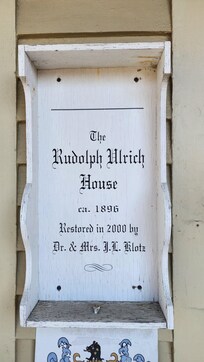 The
Rudolph Ulrich
House
ca. 1896
Restored in 2000 by
Dr. & Mrs. J.L. Klotz